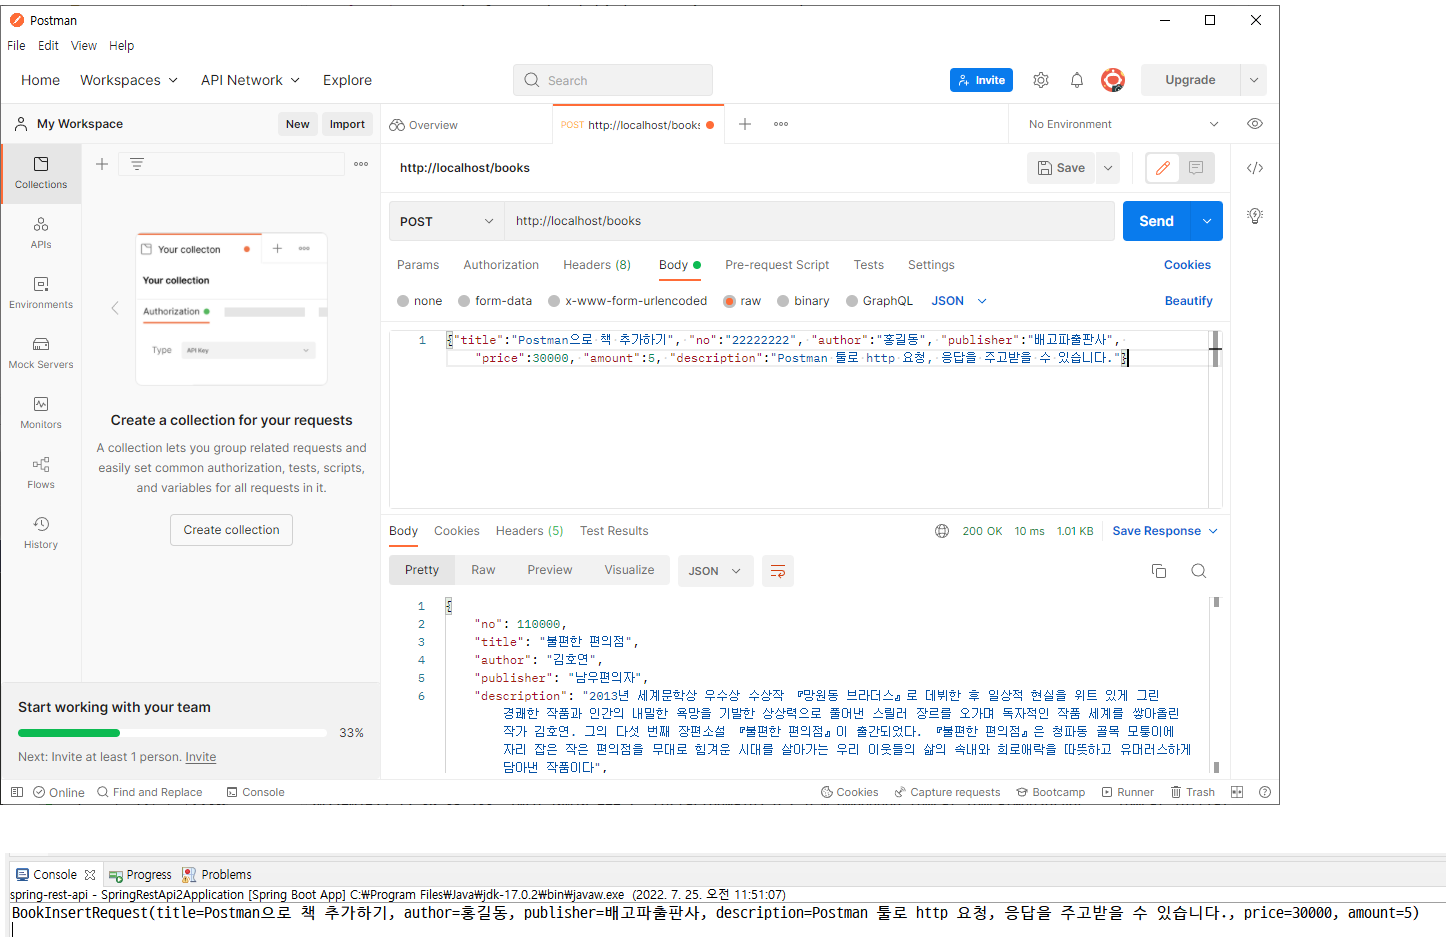 Postman
File Edit View Help
Home Workspaces API Network Explore Search Invite Upgrade
My Workspace New Import
Overview POST http://localhost/books No Environment
Collections
APIs
Environments
Mock Servers
Monitors
Flows
History
Your collecton
Your collection
Authorization
Type API Key
Create a collection for your requests
A collection lets you group related requests and
easily set common authorization, tests, scripts,
and variables for all requests in it.
Create collection
Start working with your team
33%
Next: Invite at least 1 person. Invite
http://localhost/books Save
POST http://localhost/books Send
Params Authorization Headers (8) Body Pre-request Script Tests Settings Cookies
none form-data x-www-form-urlencoded raw binary GraphQL JSON Beautify
1 {"title":"Postman으로 책 추가하기", "no":"22222222", "author":"홍길동", "publisher":"배고파출판사",
"price":30000, "amount":5, "description":"Postman 툴로 http 요청, 응답을 주고받을 수 있습니다."}
Body Cookies Headers (5) Test Results 200 OK 10 ms 1.01 KB Save Response
Pretty Raw Preview Visualize JSON
1 {
2 "no": 110000,
3 "title": "불편한 편의점",
4 "author": "김호연",
5 "publisher": "남우편의자",
6 "description": "2013년 세계문학상 우수상 수상작 『망원동 브라더스』로 데뷔한 후 일상적 현실을 위트 있게 그린
경쾌한 작품과 인간의 내밀한 욕망을 기발한 상상력으로 풀어낸 스릴러 장르를 오가며 독자적인 작품 세계를 쌓아올린
작가 김호연. 그의 다섯 번째 장편소설 『불편한 편의점』이 출간되었다. 『불편한 편의점』은 청파동 골목 모퉁이에
자리 잡은 작은 편의점을 무대로 힘겨운 시대를 살아가는 우리 이웃들의 삶의 속내와 희로애락을 따뜻하고 유머러스하게
담아낸 작품이다",
Online Find and Replace Console Cookies Capture requests Bootcamp Runner Trash
Console Progress Problems
spring-rest-api - SpringRestApi2Application [Spring Boot App] C:₩Program Files₩Java₩jdk-17.0.2₩bin₩javaw.exe (2022. 7. 25. 오전 11:51:07)
BookInsertRequest(title=Postman으로 책 추가하기, author=홍길동, publisher=배고파출판사, description=Postman 툴로 http 요청, 응답을 주고받을 수 있습니다., price=30000, amount=5)